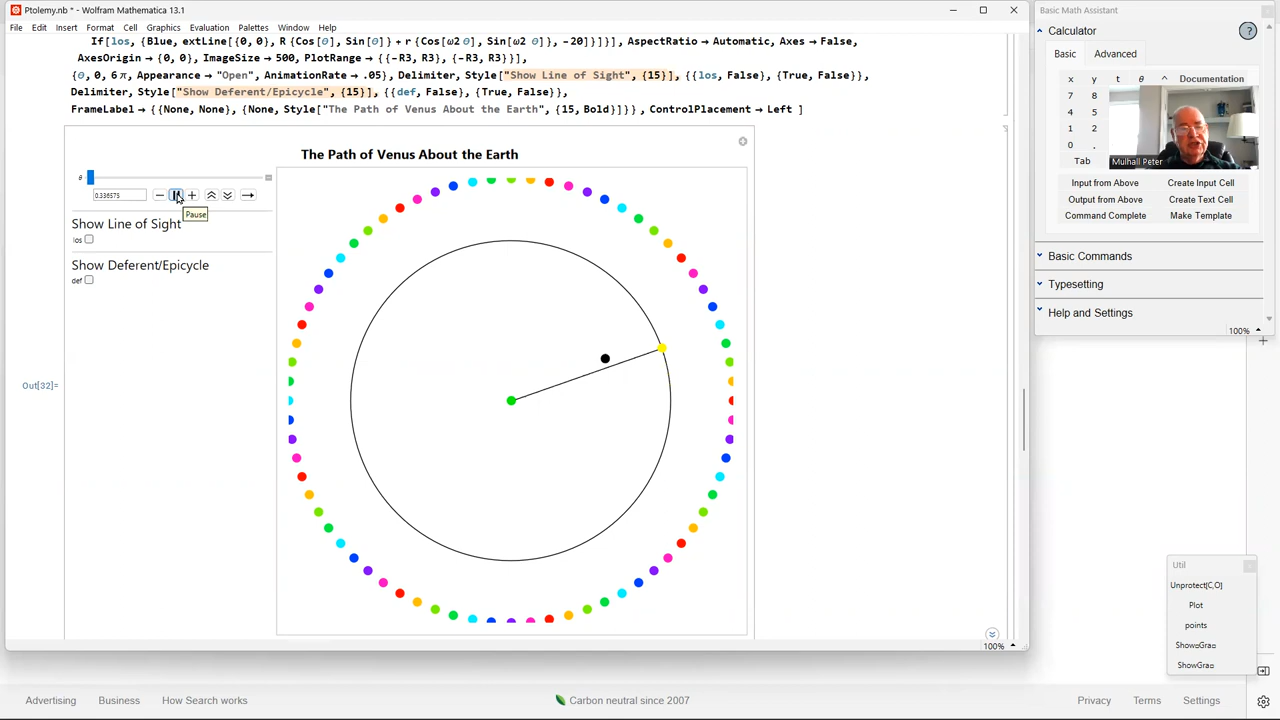 Ptolemy.nb * - Wolfram Mathematica 13.1
File Edit Insert Format Cell Graphics Evaluation Palettes Window Help
If[los, {Blue, extLine[{0, 0}, R {Cos[θ], Sin[θ]} + r {Cos[ω2 θ], Sin[ω2 θ]}, -20]}]}], AspectRatio → Automatic, Axes → False,
AxesOrigin → {0, 0}, ImageSize → 500, PlotRange → {{-R3, R3}, {-R3, R3}}],
{θ, 0, 6 π, Appearance → "Open", AnimationRate → .05}, Delimiter, Style["Show Line of Sight", {15}], {{los, False}, {True, False}},
Delimiter, Style["Show Deferent/Epicycle", {15}], {{def, False}, {True, False}},
FrameLabel → {{None, None}, {None, Style["The Path of Venus About the Earth", {15, Bold}]}} , ControlPlacement → Left ]
The Path of Venus About the Earth
θ
0.336575
Pause
Show Line of Sight
los
Show Deferent/Epicycle
def
Out[32]=
100%
Basic Math Assistant
Calculator
?
Basic Advanced
x y t θ ^ Documentation
7 8
4 5
1 2
0 .
Tab
Mulhall Peter
Input from Above Create Input Cell
Output from Above Create Text Cell
Command Complete Make Template
Basic Commands
Typesetting
Help and Settings
100%
Util
Unprotect[C,O]
Plot
points
Show▫Gra▫
ShowGra▫
Advertising Business How Search works Carbon neutral since 2007 Privacy Terms Settings